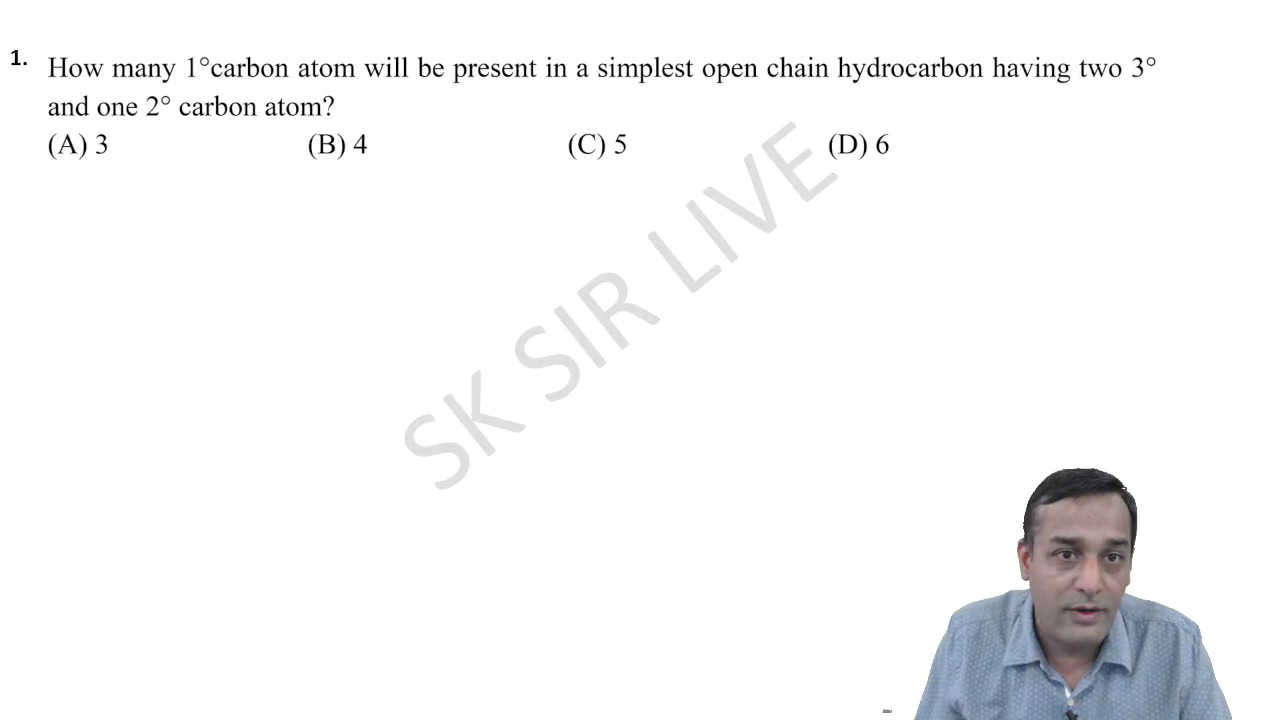 1. How many 1°carbon atom will be present in a simplest open chain hydrocarbon having two 3°
and one 2° carbon atom?
(A) 3 (B) 4 (C) 5 (D) 6
SK SIR LIVE